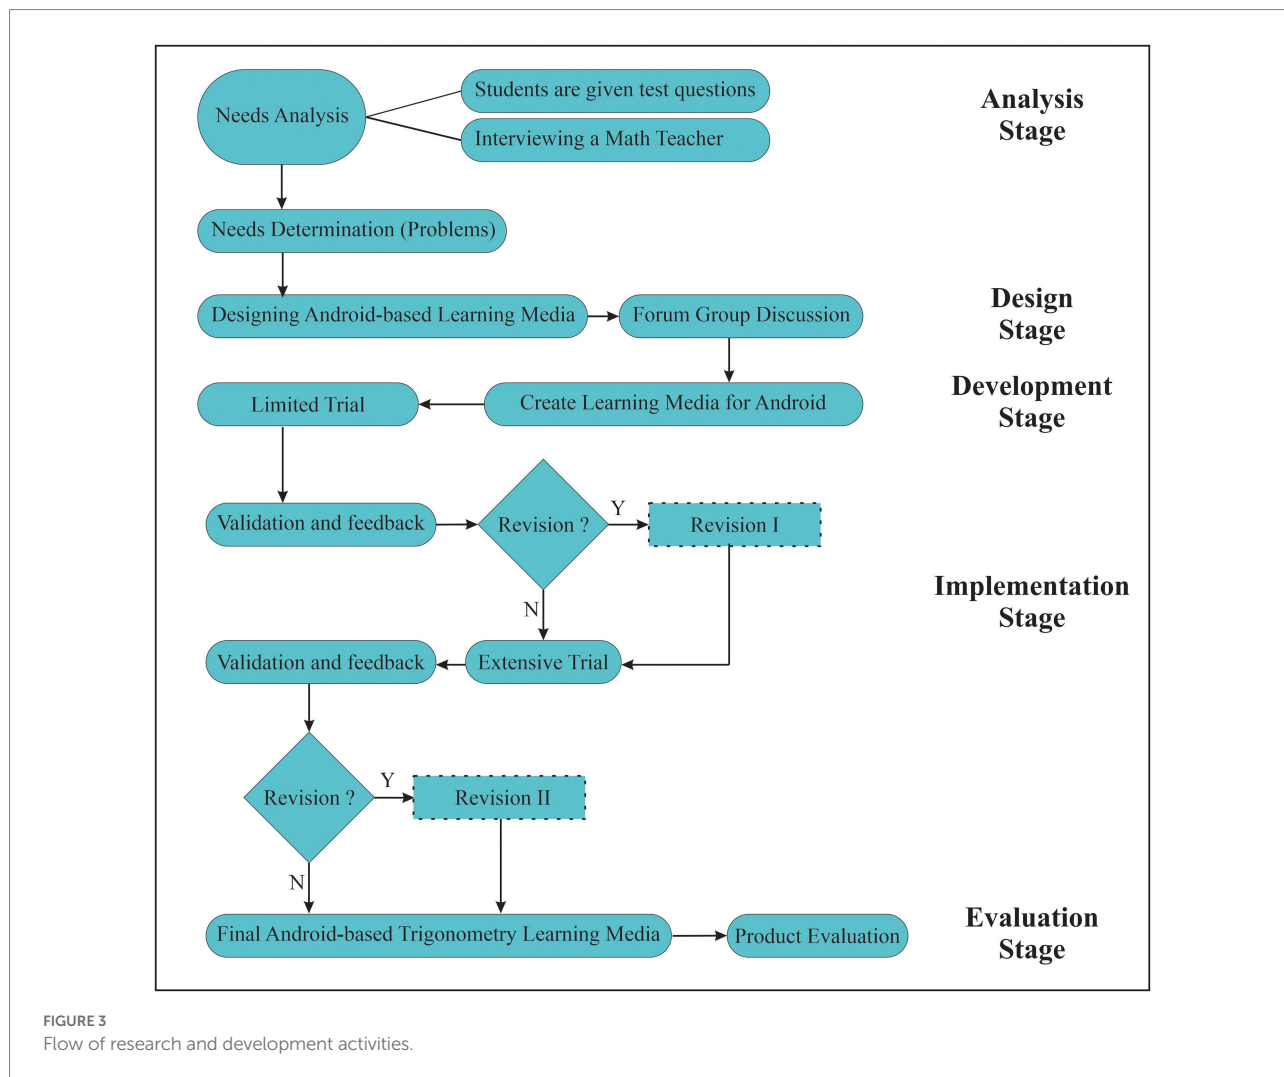 Needs Analysis
Students are given test questions
Interviewing a Math Teacher
Analysis
Stage
Needs Determination (Problems)
Designing Android-based Learning Media
Forum Group Discussion
Design
Stage
Limited Trial
Create Learning Media for Android
Development
Stage
Validation and feedback
Revision ?
Y
Revision I
N
Implementation
Stage
Validation and feedback
Extensive Trial
Revision ?
Y
Revision II
N
Final Android-based Trigonometry Learning Media
Product Evaluation
Evaluation
Stage
FIGURE 3
Flow of research and development activities.